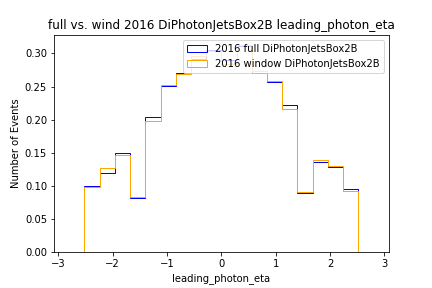 full vs. wind 2016 DiPhotonJetsBox2B leading_photon_eta
2016 full DiPhotonJetsBox2B
2016 window DiPhotonJetsBox2B
Number of Events
0.30
0.25
0.20
0.15
0.10
0.05
0.00
−3
−2
−1
0
1
2
3
leading_photon_eta